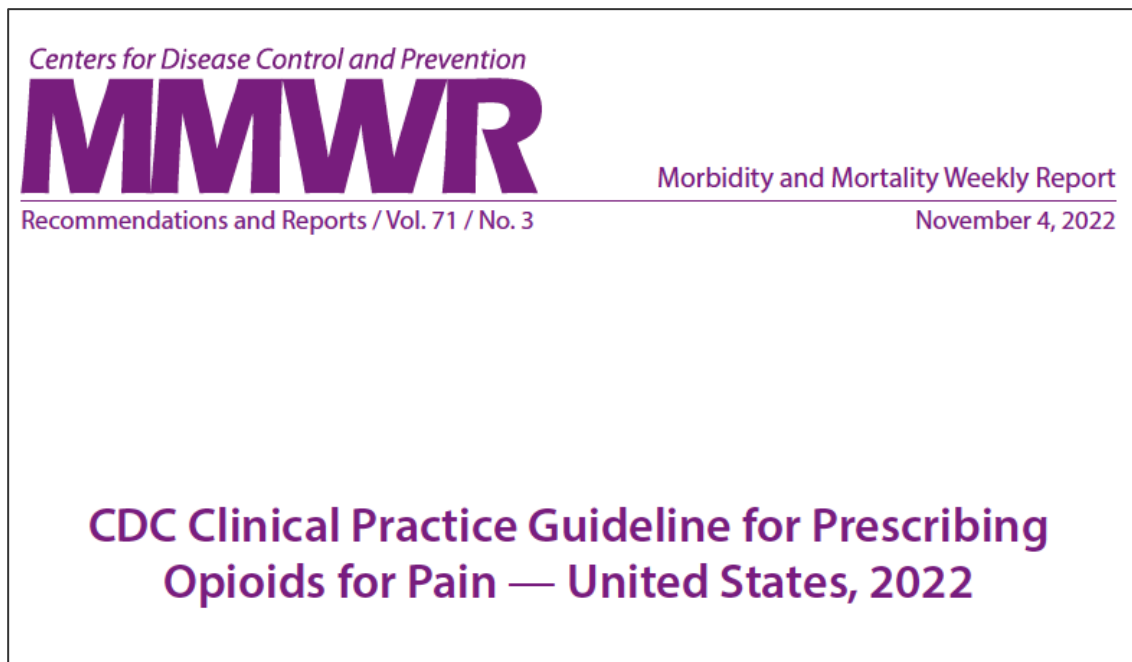 Centers for Disease Control and Prevention
MMWR
Morbidity and Mortality Weekly Report
Recommendations and Reports / Vol. 71 / No. 3
November 4, 2022
CDC Clinical Practice Guideline for Prescribing
Opioids for Pain — United States, 2022